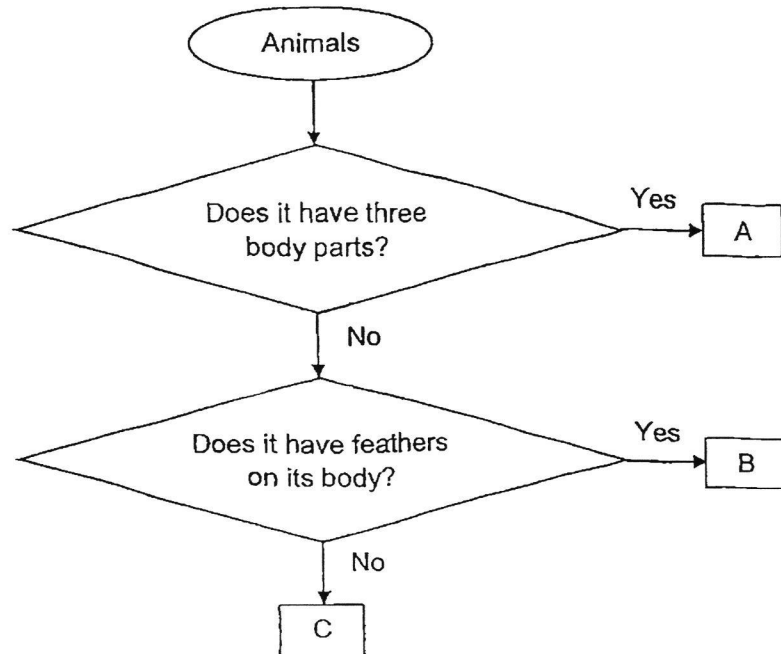 Animals
Does it have three
body parts?
Yes
A
No
Does it have feathers
on its body?
Yes
B
No
C